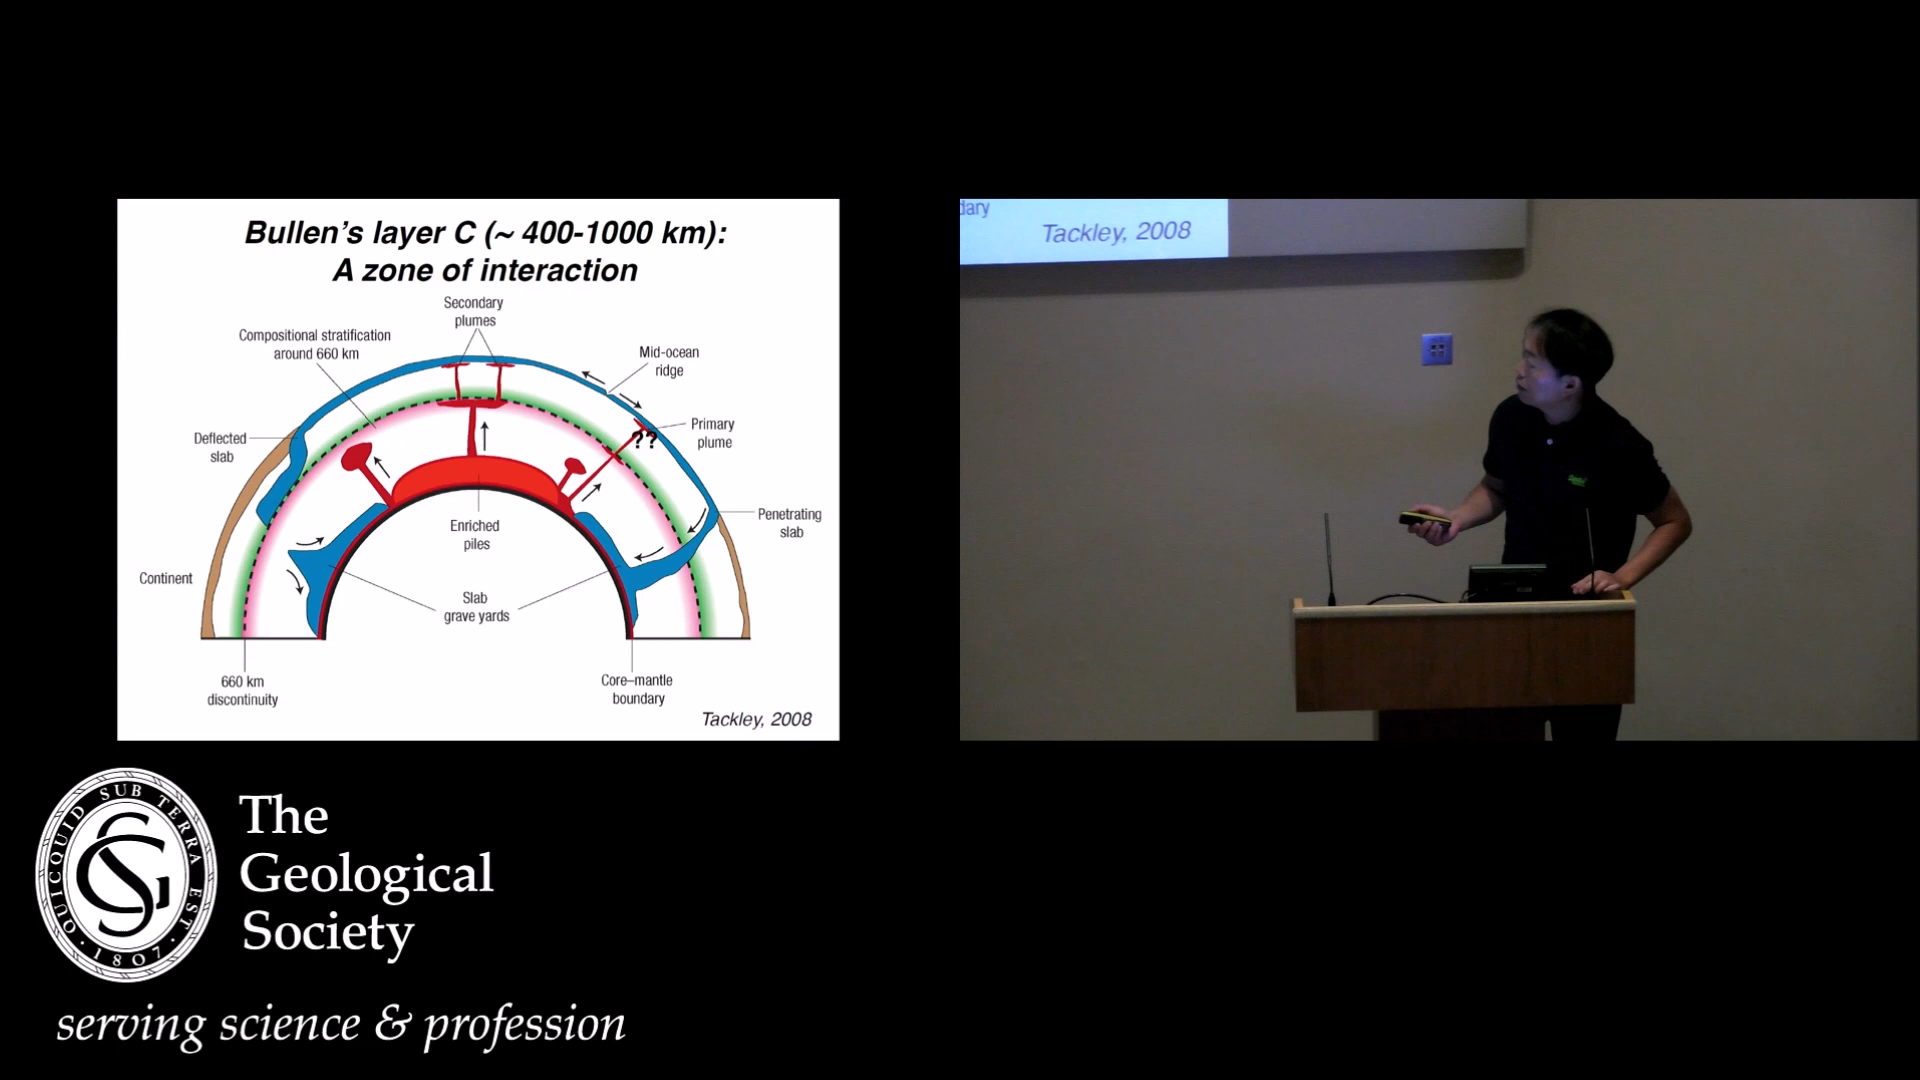 Bullen's layer C (~ 400-1000 km):
A zone of interaction
Secondary
plumes
Compositional stratification
around 660 km
Mid-ocean
ridge
Deflected
slab
Primary
plume
??
Penetrating
slab
Enriched
piles
Continent
Slab
grave yards
660 km
discontinuity
Core–mantle
boundary
Tackley, 2008
dary
Tackley, 2008
QUICQUID SUB TERRA EST
1807
GS
The
Geological
Society
serving science & profession